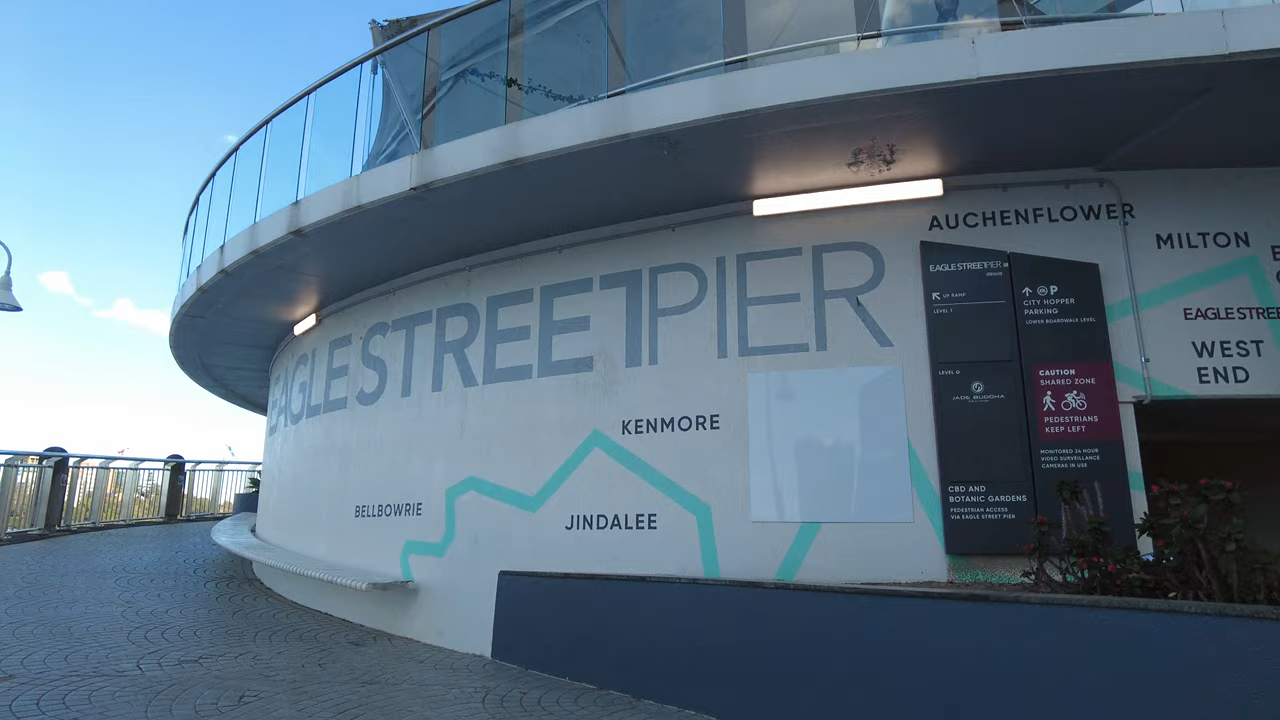 EAGLE STREET PIER
AUCHENFLOWER
MILTON
EAGLE STREE
WEST
END
KENMORE
BELLBOWRIE
JINDALEE
EAGLE STREET PIER
UP RAMP
LEVEL 1
LEVEL G
JADE BUDDHA
CBD AND
BOTANIC GARDENS
PEDESTRIAN ACCESS
VIA EAGLE STREET PIER
P
CITY HOPPER
PARKING
LOWER BOARDWALK LEVEL
CAUTION
SHARED ZONE
PEDESTRIANS
KEEP LEFT
MONITORED 24 HOUR
VIDEO SURVEILLANCE
CAMERAS IN USE